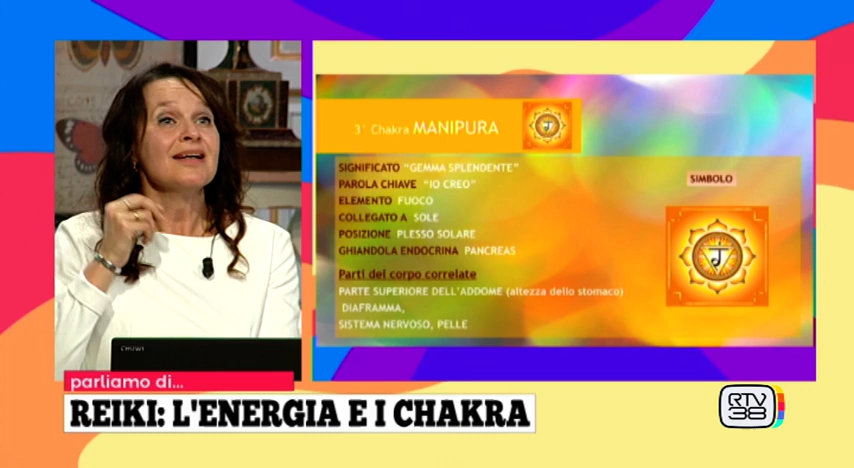 3° Chakra MANIPURA
SIGNIFICATO "GEMMA SPLENDENTE"
PAROLA CHIAVE "IO CREO"
ELEMENTO FUOCO
COLLEGATO A SOLE
POSIZIONE PLESSO SOLARE
GHIANDOLA ENDOCRINA PANCREAS
Parti del corpo correlate
PARTE SUPERIORE DELL'ADDOME (altezza dello stomaco)
DIAFRAMMA,
SISTEMA NERVOSO, PELLE
SIMBOLO
CHUWI
parliamo di...
REIKI: L'ENERGIA E I CHAKRA
RTV
38